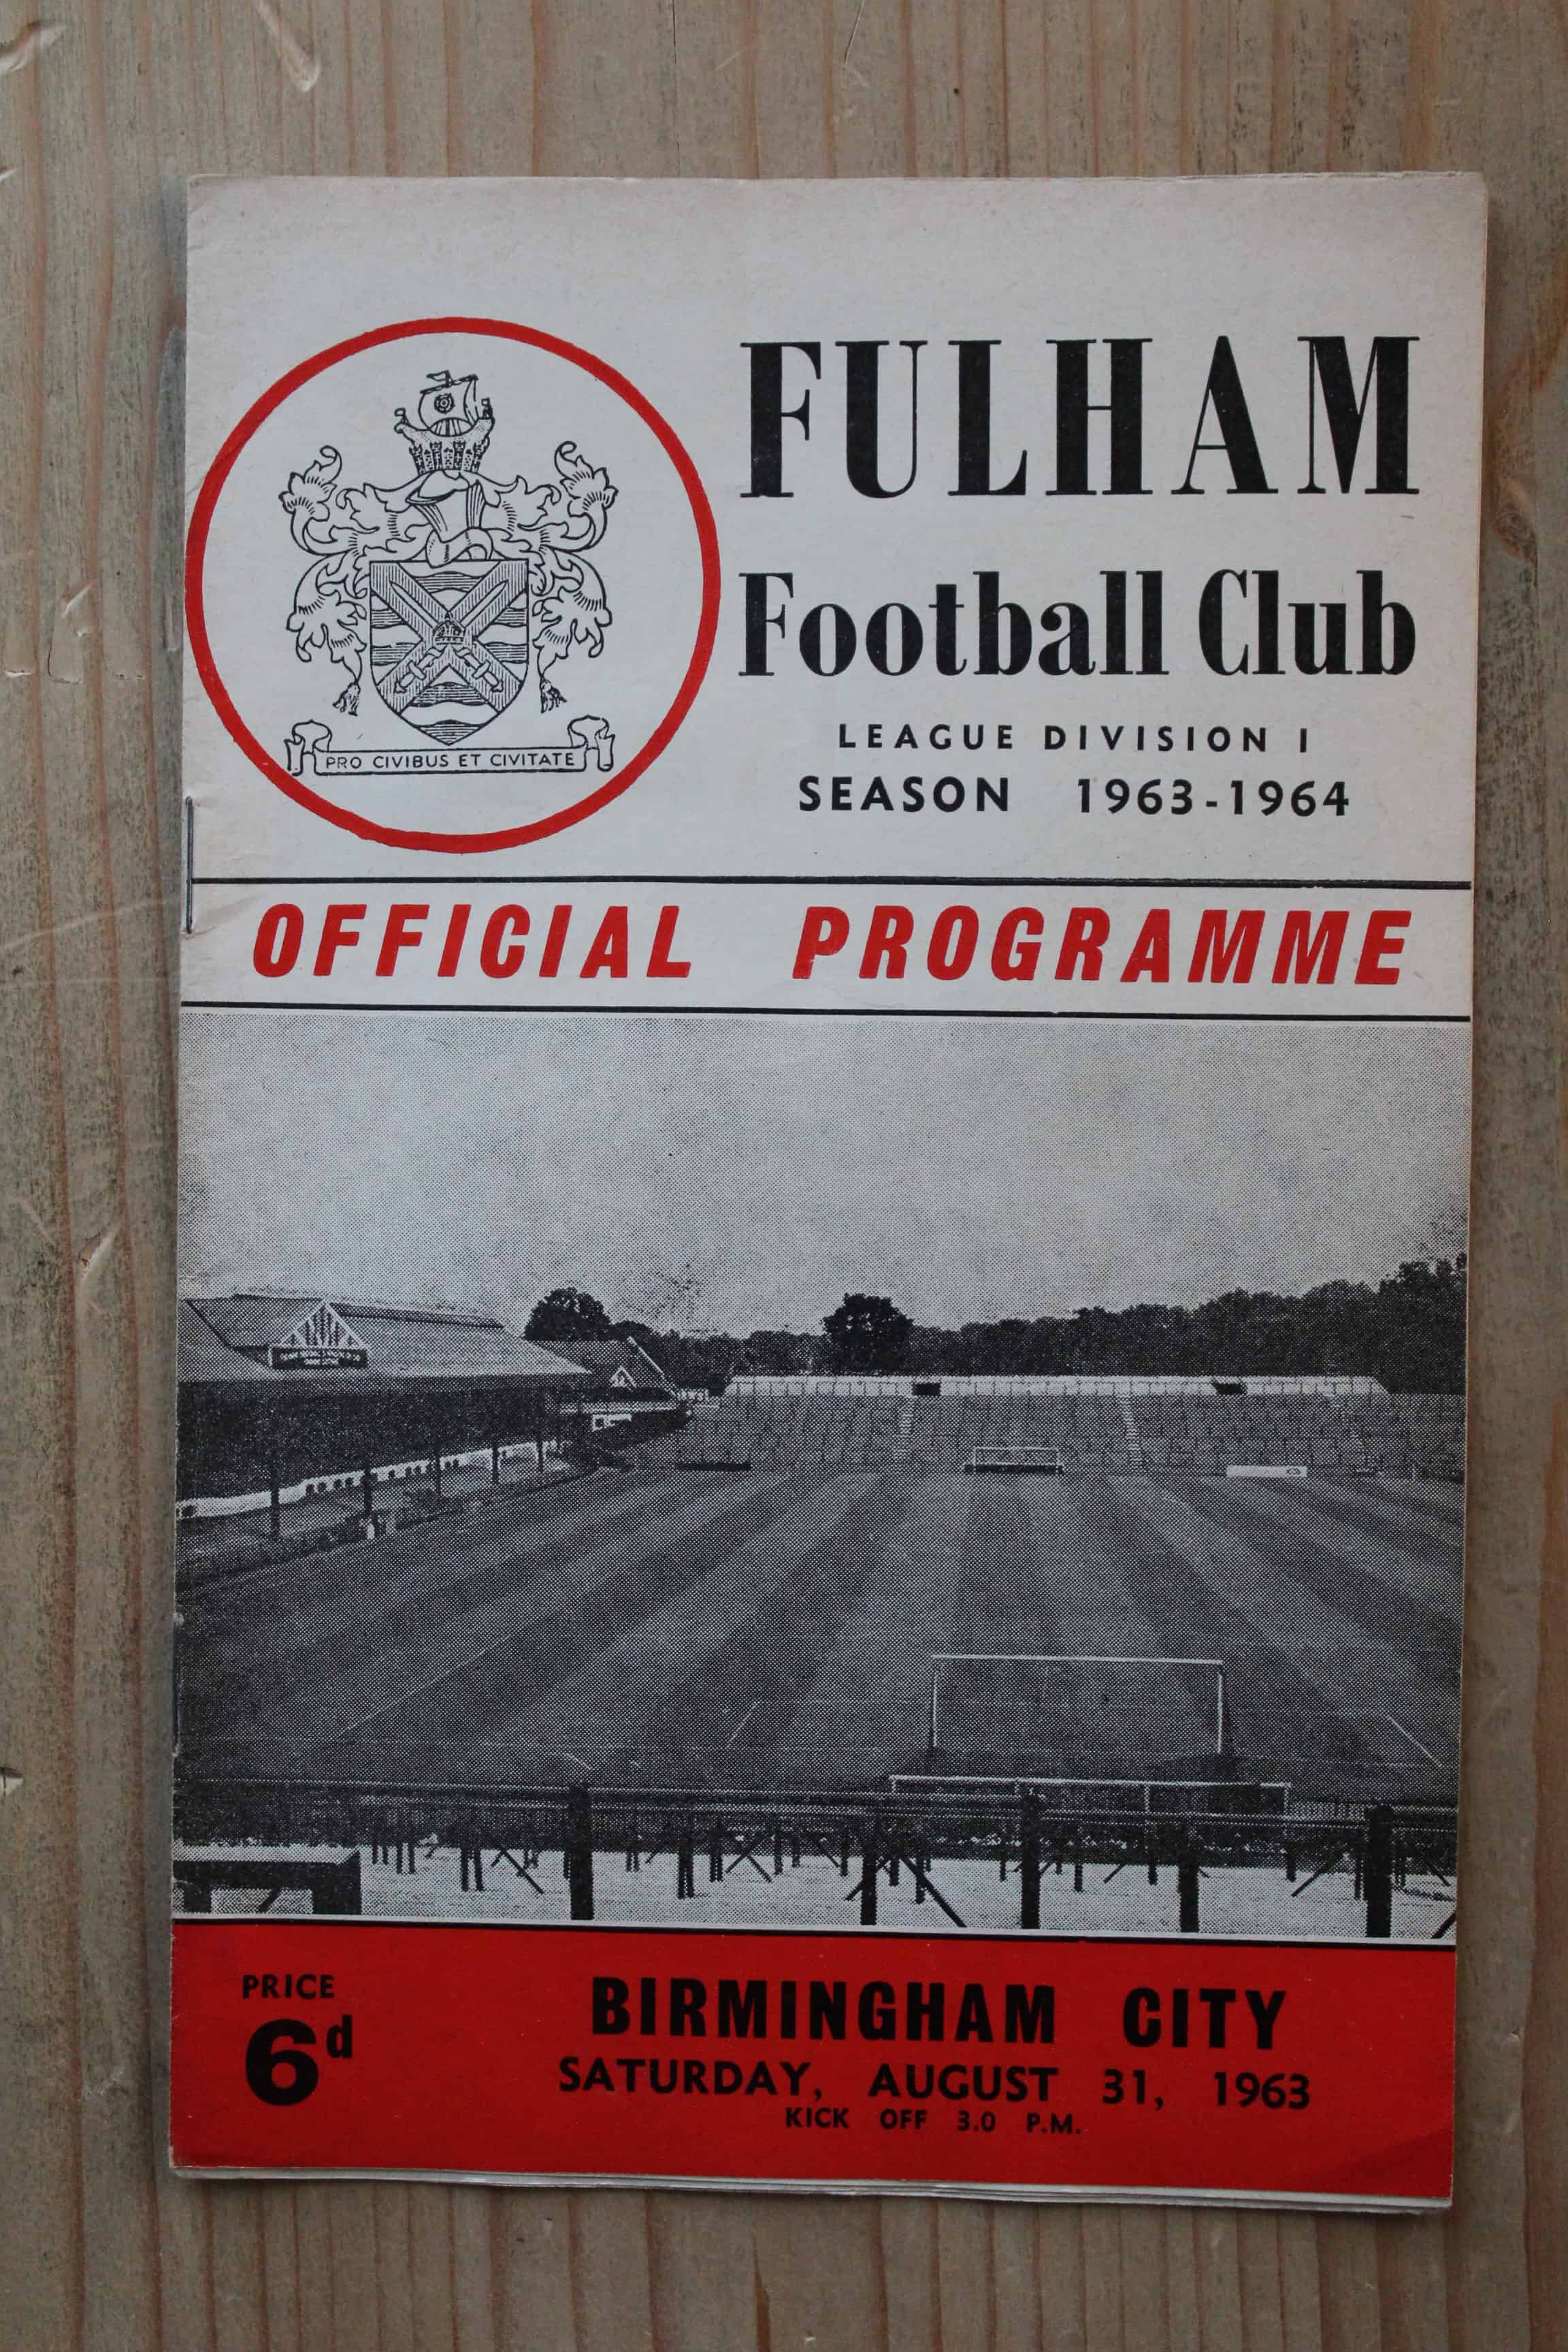 FULHAM
Football Club
LEAGUE DIVISION I
SEASON 1963-1964
PRO CIVIBUS ET CIVITATE
OFFICIAL PROGRAMME
PRICE
6d
BIRMINGHAM CITY
SATURDAY, AUGUST 31, 1963
KICK OFF 3.0 P.M.